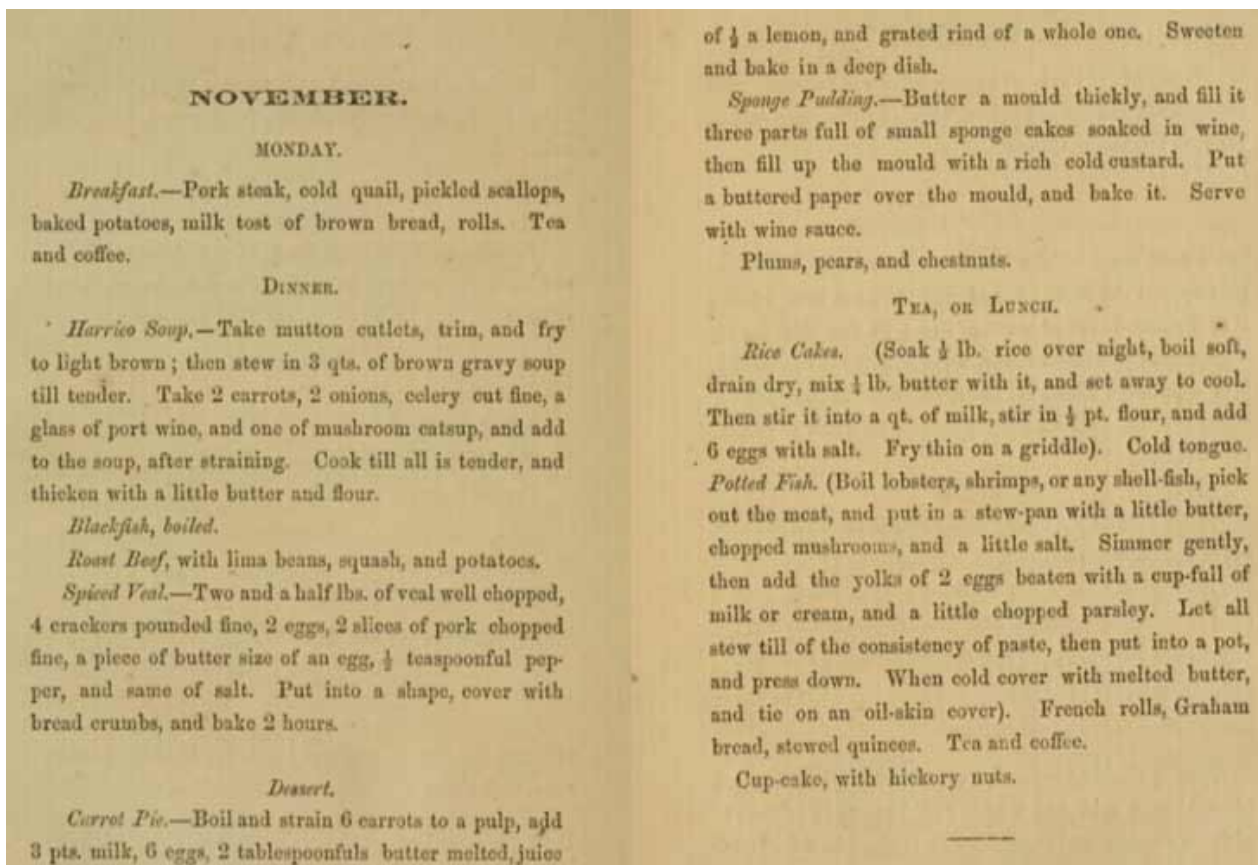 NOVEMBER.
MONDAY.
Breakfast.—Pork steak, cold quail, pickled scallops,
baked potatoes, milk tost of brown bread, rolls. Tea
and coffee.
DINNER.
Harrico Soup.—Take mutton cutlets, trim, and fry
to light brown; then stew in 3 qts. of brown gravy soup
till tender. Take 2 carrots, 2 onions, celery cut fine, a
glass of port wine, and one of mushroom catsup, and add
to the soup, after straining. Cook till all is tender, and
thicken with a little butter and flour.
Blackfish, boiled.
Roast Beef, with lima beans, squash, and potatoes.
Spiced Veal.—Two and a half lbs. of veal well chopped,
4 crackers pounded fine, 2 eggs, 2 slices of pork chopped
fine, a piece of butter size of an egg, ½ teaspoonful pep-
per, and same of salt. Put into a shape, cover with
bread crumbs, and bake 2 hours.
Dessert.
Carrot Pie.—Boil and strain 6 carrots to a pulp, add
3 pts. milk, 6 eggs, 2 tablespoonfuls butter melted, juice
of ½ a lemon, and grated rind of a whole one. Sweeten
and bake in a deep dish.
Sponge Pudding.—Butter a mould thickly, and fill it
three parts full of small sponge cakes soaked in wine,
then fill up the mould with a rich cold custard. Put
a buttered paper over the mould, and bake it. Serve
with wine sauce.
Plums, pears, and chestnuts.
TEA, OR LUNCH.
Rice Cakes. (Soak ½ lb. rice over night, boil soft,
drain dry, mix ¼ lb. butter with it, and set away to cool.
Then stir it into a qt. of milk, stir in ½ pt. flour, and add
6 eggs with salt. Fry thin on a griddle). Cold tongue.
Potted Fish. (Boil lobsters, shrimps, or any shell-fish, pick
out the meat, and put in a stew-pan with a little butter,
chopped mushrooms, and a little salt. Simmer gently,
then add the yolks of 2 eggs beaten with a cup-full of
milk or cream, and a little chopped parsley. Let all
stew till of the consistency of paste, then put into a pot,
and press down. When cold cover with melted butter,
and tie on an oil-skin cover). French rolls, Graham
bread, stewed quinces. Tea and coffee.
Cup-cake, with hickory nuts.